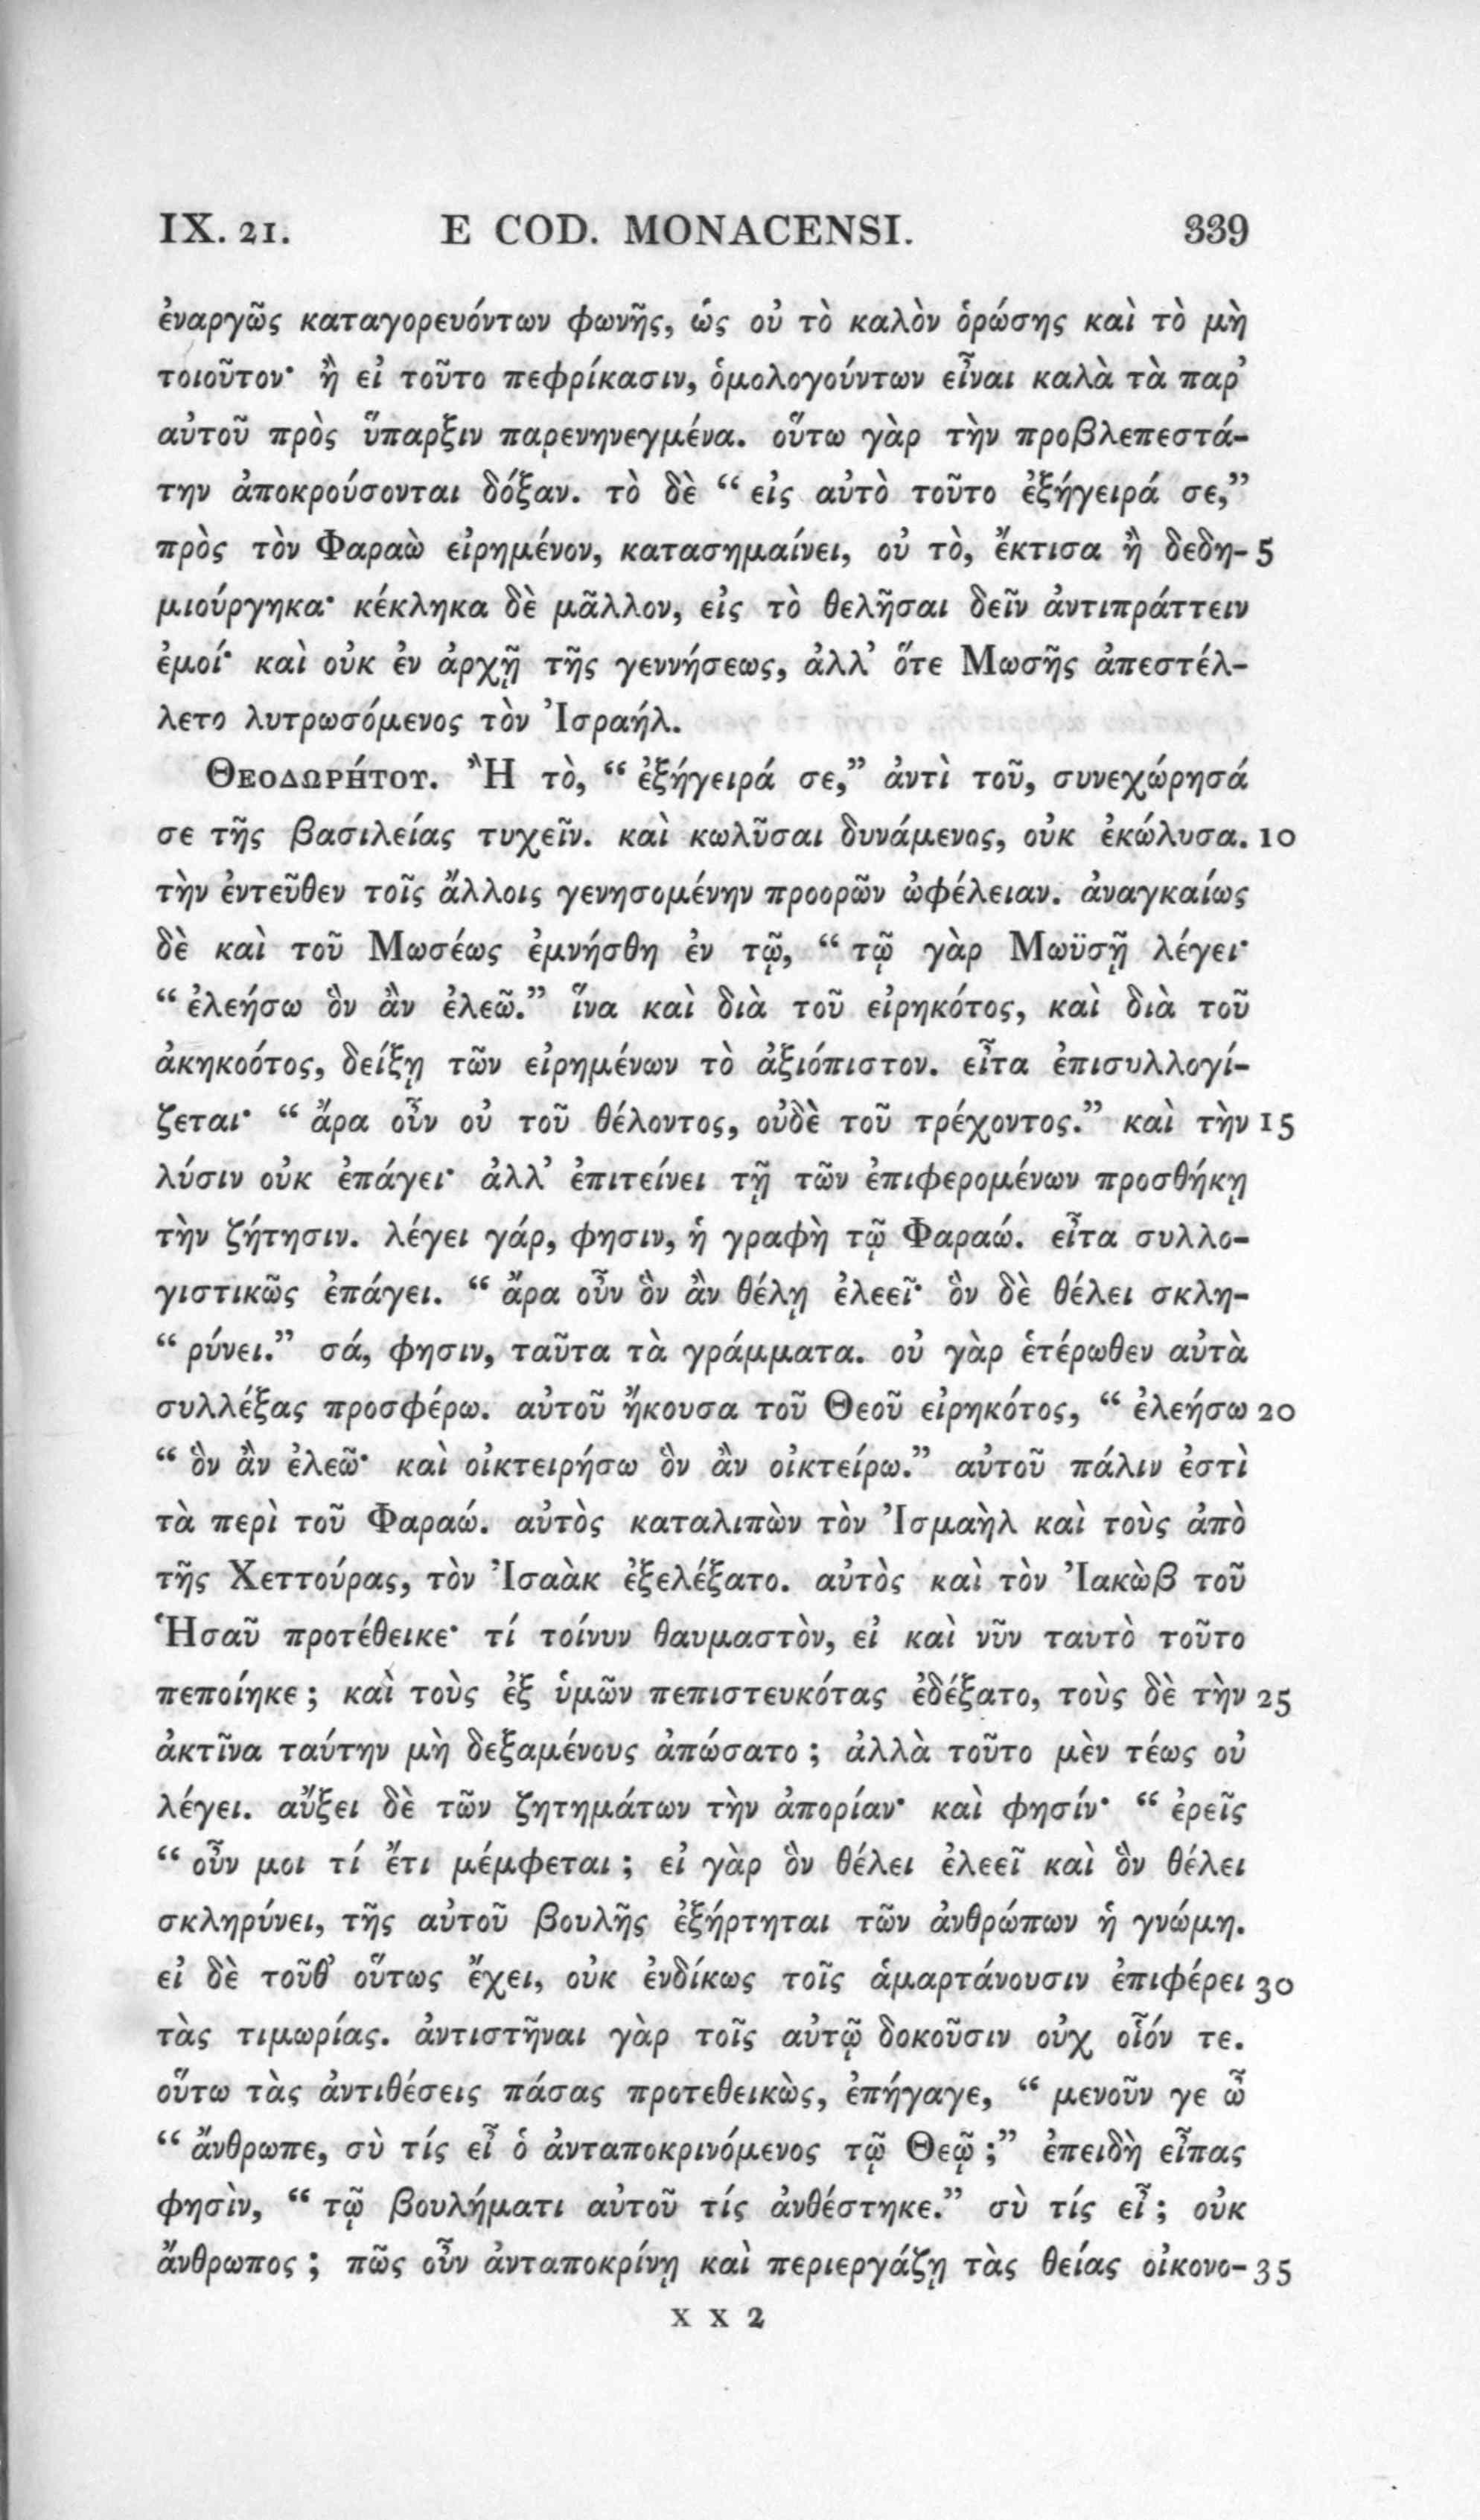 IX. 21. E COD. MONACENSI. 339
ἐναργῶς καταγορευόντων φωνῆς, ὡς οὐ τὸ καλὸν ὁρώσης καὶ τὸ μὴ
τοιοῦτον· ἢ εἰ τοῦτο πεφρίκασιν, ὁμολογούντων εἶναι καλὰ τὰ παρ’
αὐτοῦ πρὸς ὕπαρξιν παρενηνεγμένα. οὕτω γὰρ τὴν προβλεπεστά-
την ἀποκρούσονται δόξαν. τὸ δὲ “ εἰς αὐτὸ τοῦτο ἐξήγειρά σε,”
πρὸς τὸν Φαραὼ εἰρημένον, κατασημαίνει, οὐ τὸ, ἔκτισα ἢ δεδη- 5
μιούργηκα· κέκληκα δὲ μᾶλλον, εἰς τὸ θελῆσαι δεῖν ἀντιπράττειν
ἐμοί· καὶ οὐκ ἐν ἀρχῇ τῆς γεννήσεως, ἀλλ’ ὅτε Μωσῆς ἀπεστέλ-
λετο λυτρωσόμενος τὸν Ἰσραήλ.
ΘΕΟΔΩΡΉΤΟΥ. Ἢ τὸ, “ ἐξήγειρά σε,” ἀντὶ τοῦ, συνεχώρησά
σε τῆς βασιλείας τυχεῖν. καὶ κωλῦσαι δυνάμενος, οὐκ ἐκώλυσα. 10
τὴν ἐντεῦθεν τοῖς ἄλλοις γενησομένην προορῶν ὠφέλειαν. ἀναγκαίως
δὲ καὶ τοῦ Μωσέως ἐμνήσθη ἐν τῷ, “ τῷ γὰρ Μωϋσῇ λέγει·
“ ἐλεήσω ὃν ἂν ἐλεῶ.” ἵνα καὶ διὰ τοῦ εἰρηκότος, καὶ διὰ τοῦ
ἀκηκοότος, δείξῃ τῶν εἰρημένων τὸ ἀξιόπιστον. εἶτα ἐπισυλλογί-
ζεται· “ ἄρα οὖν οὐ τοῦ θέλοντος, οὐδὲ τοῦ τρέχοντος.” καὶ τὴν 15
λύσιν οὐκ ἐπάγει· ἀλλ’ ἐπιτείνει τῇ τῶν ἐπιφερομένων προσθήκῃ
τὴν ζήτησιν. λέγει γάρ, φησιν, ἡ γραφὴ τῷ Φαραώ. εἶτα συλλο-
γιστικῶς ἐπάγει. “ ἄρα οὖν ὃν ἂν θέλῃ ἐλεεῖ· ὃν δὲ θέλει σκλη-
“ ρύνει.” σά, φησιν, ταῦτα τὰ γράμματα. οὐ γὰρ ἑτέρωθεν αὐτὰ
συλλέξας προσφέρω. αὐτοῦ ἤκουσα τοῦ Θεοῦ εἰρηκότος, “ ἐλεήσω 20
“ ὃν ἂν ἐλεῶ· καὶ οἰκτειρήσω ὃν ἂν οἰκτείρω.” αὐτοῦ πάλιν ἐστὶ
τὰ περὶ τοῦ Φαραώ. αὐτὸς καταλιπὼν τὸν Ἰσμαὴλ καὶ τοὺς ἀπὸ
τῆς Χεττούρας, τὸν Ἰσαὰκ ἐξελέξατο. αὐτὸς καὶ τὸν Ἰακὼβ τοῦ
Ἡσαῦ προτέθεικε· τί τοίνυν θαυμαστὸν, εἰ καὶ νῦν ταυτὸ τοῦτο
πεποίηκε ; καὶ τοὺς ἐξ ὑμῶν πεπιστευκότας ἐδέξατο, τοὺς δὲ τὴν 25
ἀκτῖνα ταύτην μὴ δεξαμένους ἀπώσατο ; ἀλλὰ τοῦτο μὲν τέως οὐ
λέγει. αὔξει δὲ τῶν ζητημάτων τὴν ἀπορίαν· καὶ φησίν· “ ἐρεῖς
“ οὖν μοι τί ἔτι μέμφεται ; εἰ γὰρ ὃν θέλει ἐλεεῖ καὶ ὃν θέλει
σκληρύνει, τῆς αὐτοῦ βουλῆς ἐξήρτηται τῶν ἀνθρώπων ἡ γνώμη.
εἰ δὲ τοῦθ’ οὕτως ἔχει, οὐκ ἐνδίκως τοῖς ἁμαρτάνουσιν ἐπιφέρει 30
τὰς τιμωρίας. ἀντιστῆναι γὰρ τοῖς αὐτῷ δοκοῦσιν οὐχ οἷόν τε.
οὕτω τὰς ἀντιθέσεις πάσας προτεθεικὼς, ἐπήγαγε, “ μενοῦν γε ὦ
“ ἄνθρωπε, σὺ τίς εἶ ὁ ἀνταποκρινόμενος τῷ Θεῷ ;” ἐπειδὴ εἶπας
φησὶν, “ τῷ βουλήματι αὐτοῦ τίς ἀνθέστηκε.” σὺ τίς εἶ ; οὐκ
ἄνθρωπος ; πῶς οὖν ἀνταποκρίνῃ καὶ περιεργάζῃ τὰς θείας οἰκονο- 35
X X 2